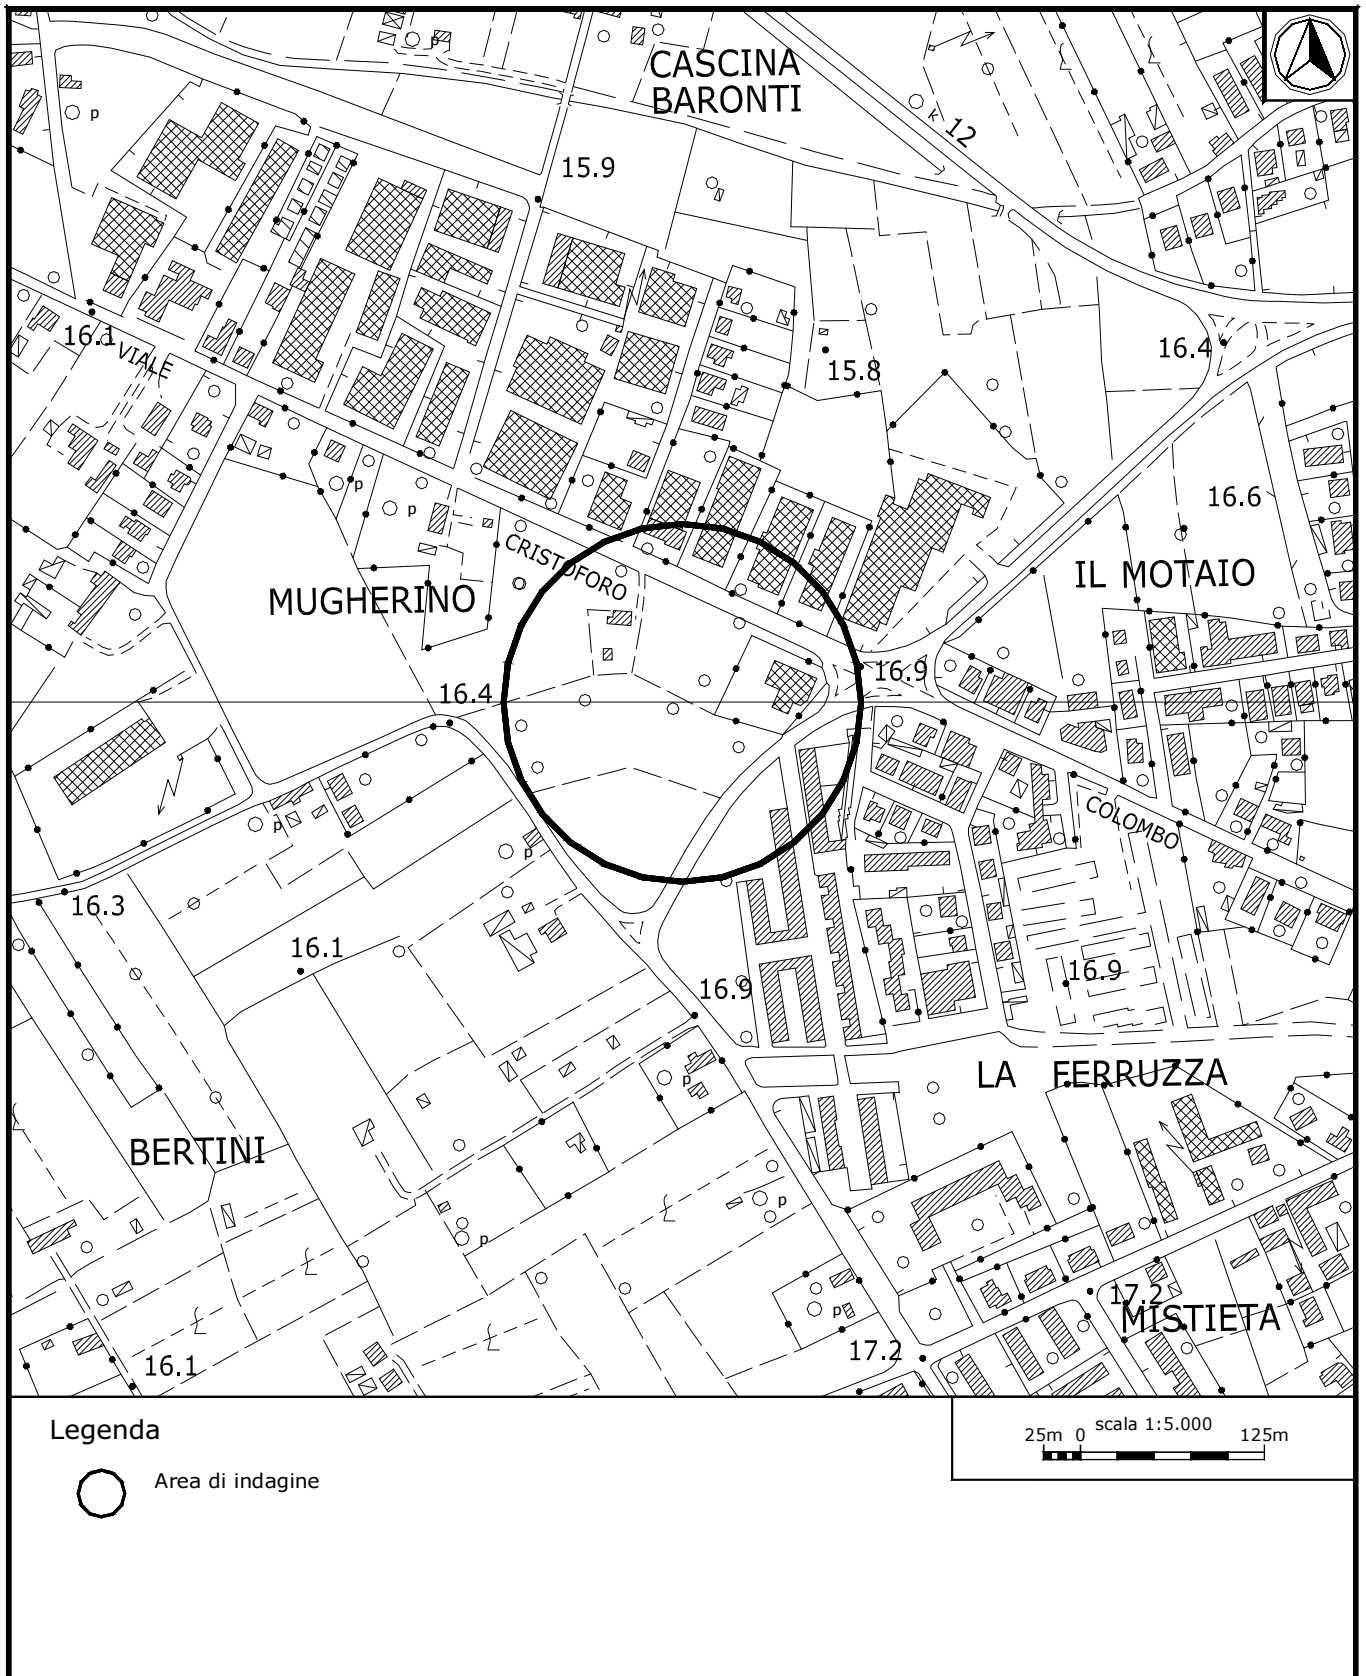 p
CASCINA
BARONTI
p
k 12
15.9
16.1
VIALE
16.4
15.8
p
p
16.6
CRISTOFORO
IL MOTAIO
MUGHERINO
16.9
16.4
p
COLOMBO
p
16.3
16.1
16.9
16.9
LA FERRUZZA
p
BERTINI
p
p
17.2
p
MISTIETA
17.2
16.1
Legenda
Area di indagine
scala 1:5.000
25m 0 125m